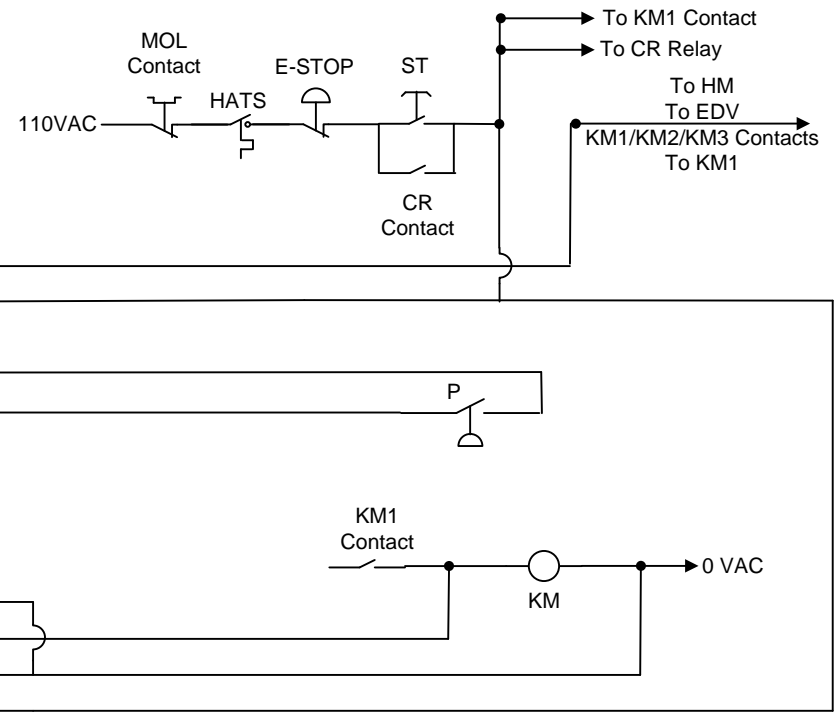 To KM1 Contact
To CR Relay
MOL
Contact
E-STOP
ST
HATS
110VAC
To HM
To EDV
KM1/KM2/KM3 Contacts
To KM1
CR
Contact
P
KM1
Contact
0 VAC
KM